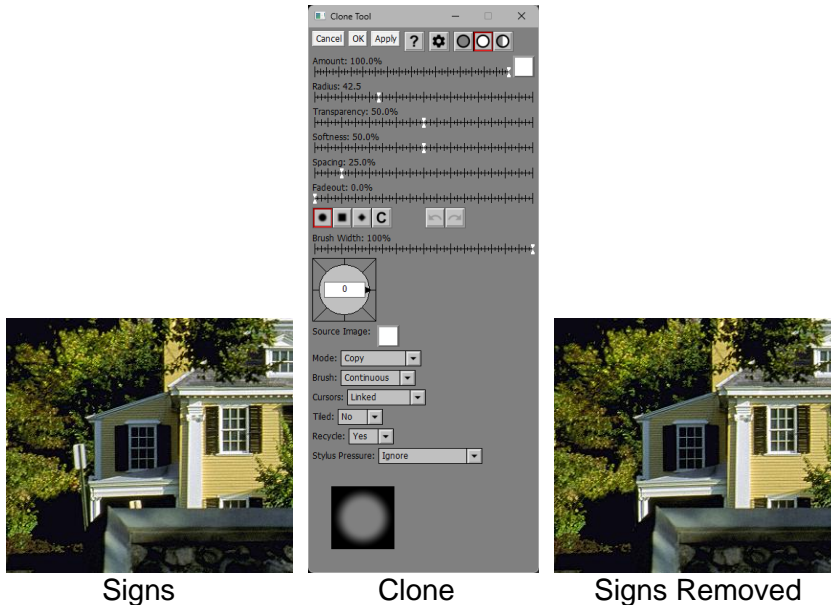 Clone Tool
Cancel OK Apply ?
Amount: 100.0%
Radius: 42.5
Transparency: 50.0%
Softness: 50.0%
Spacing: 25.0%
Fadeout: 0.0%
C
Brush Width: 100%
0
Source Image:
Mode: Copy
Brush: Continuous
Cursors: Linked
Tiled: No
Recycle: Yes
Stylus Pressure: Ignore
Signs
Clone
Signs Removed